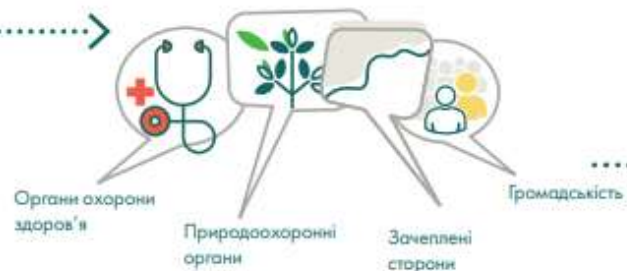 Органи охорони
здоров'я
Природоохоронні
органи
Зачеплені
сторони
Громадськість